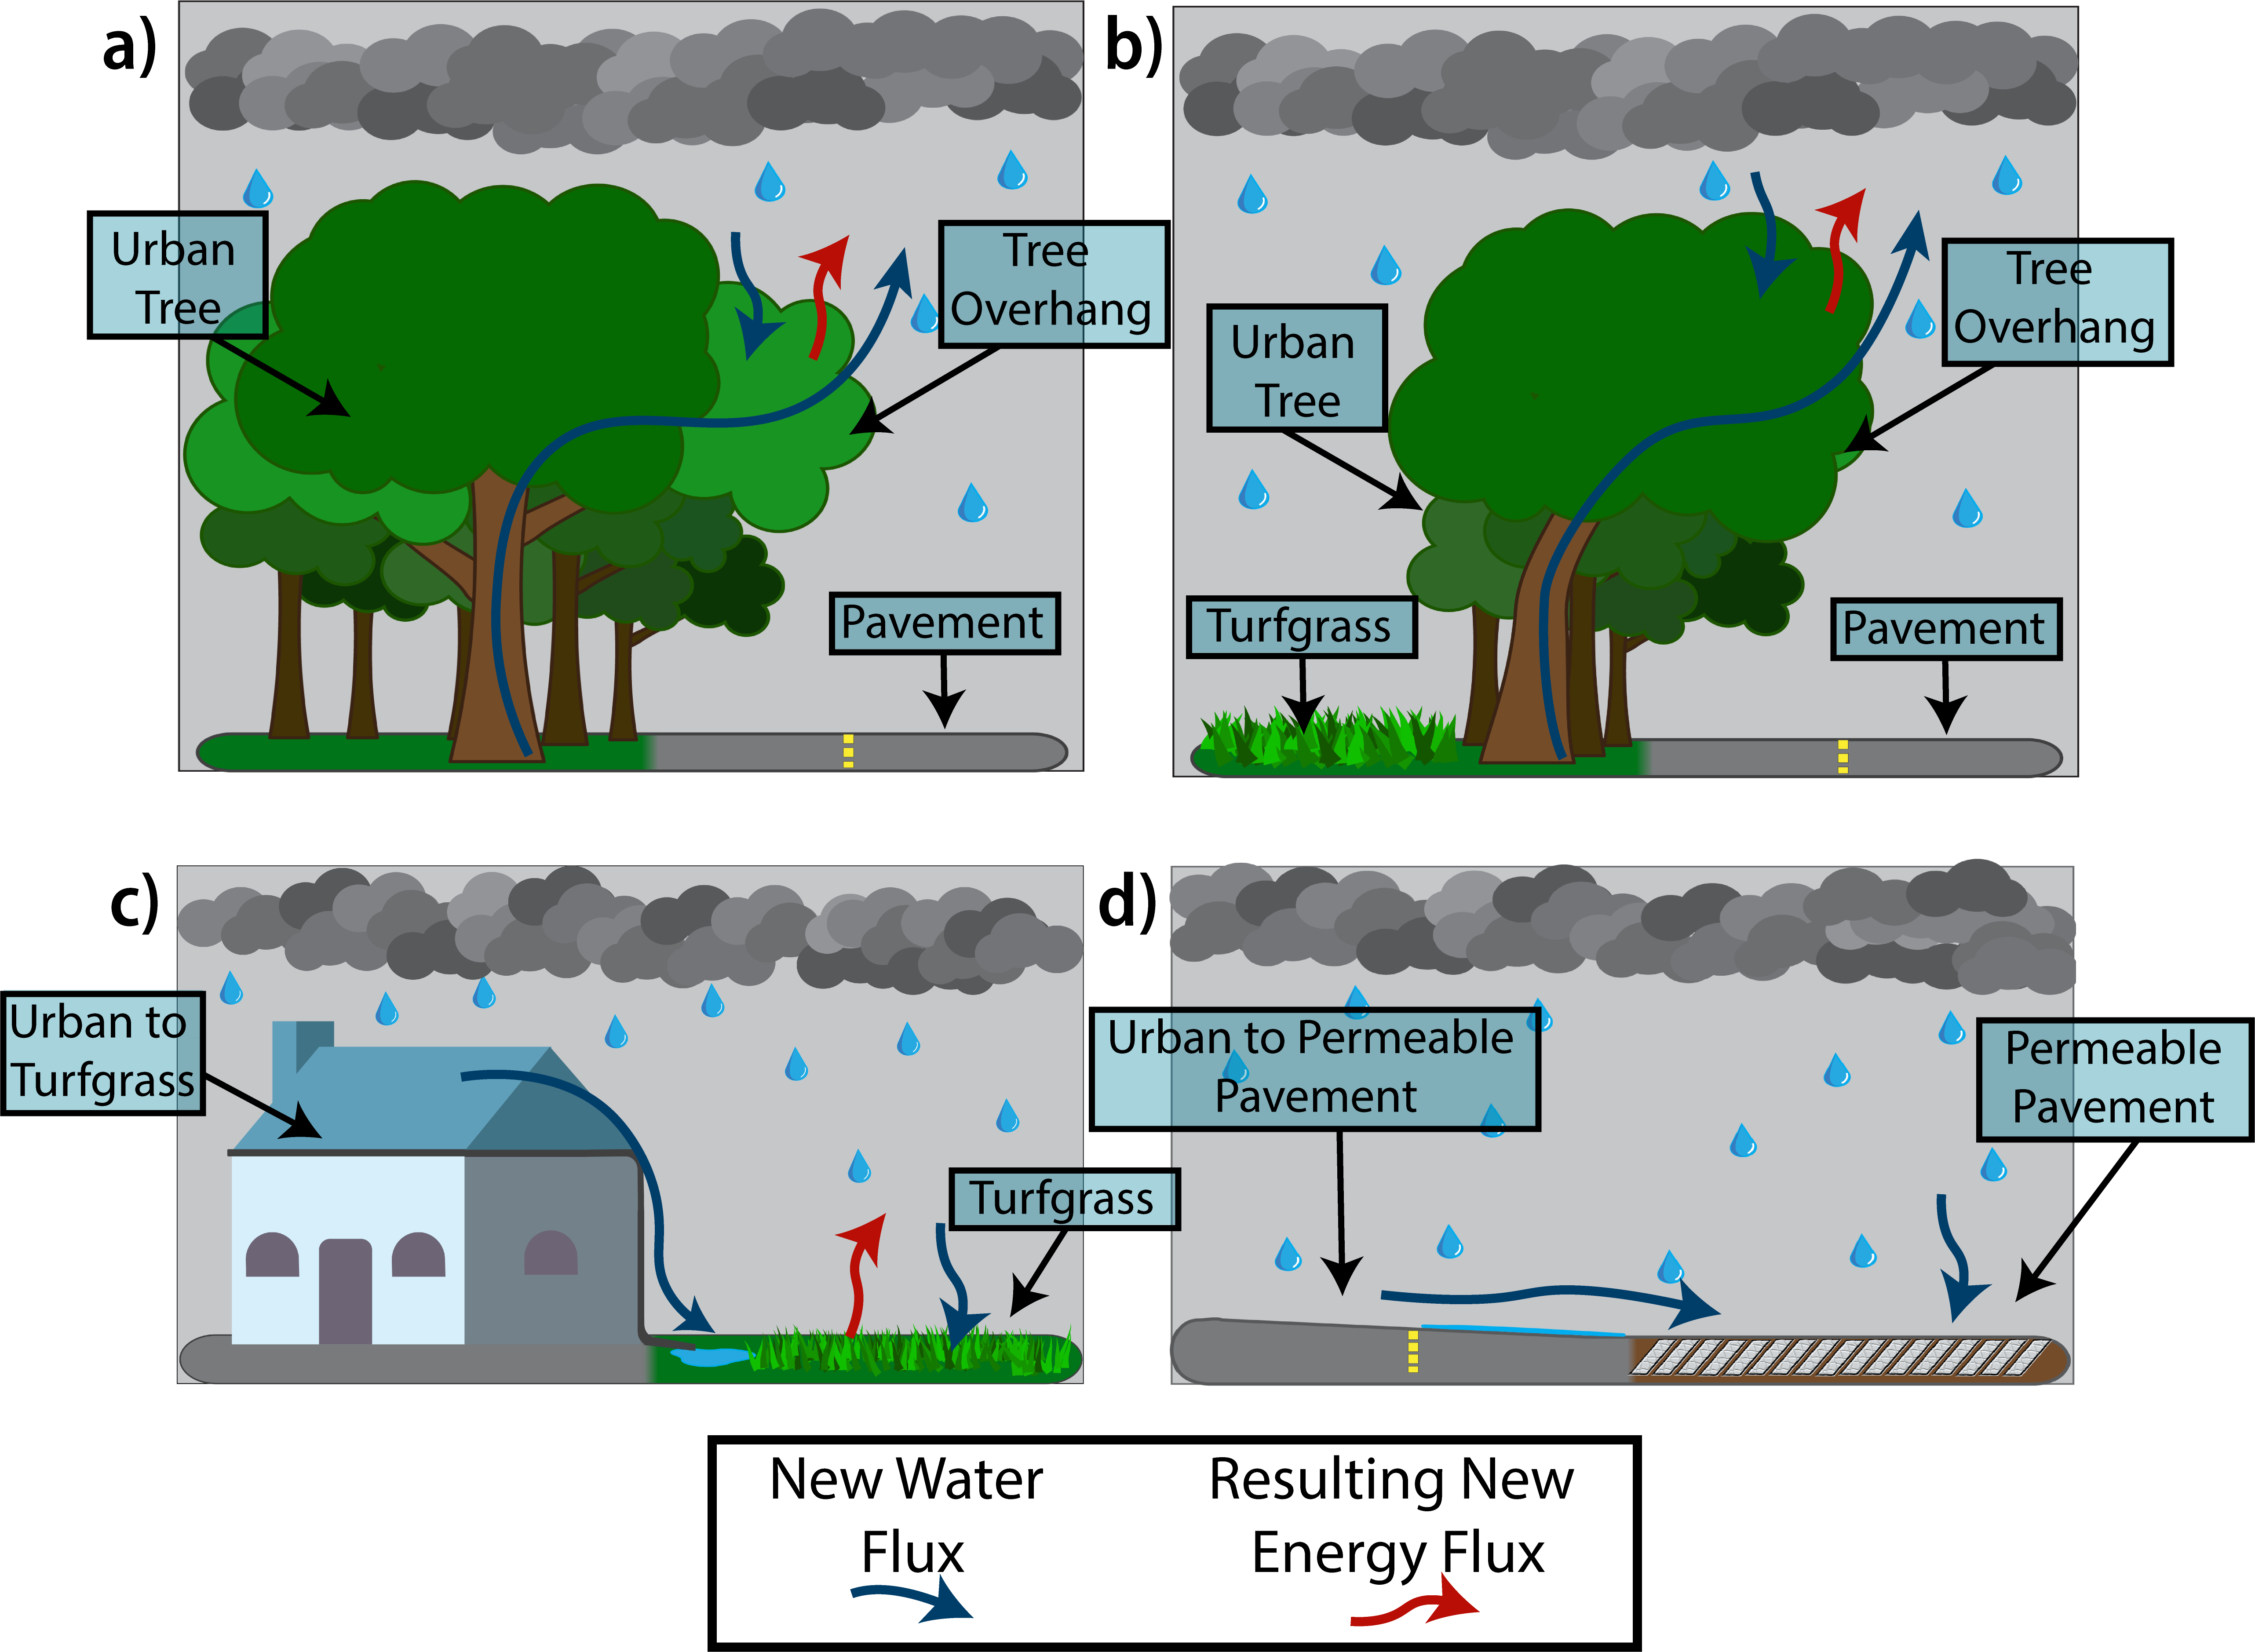 a)
Urban
Tree
Tree
Overhang
Pavement
b)
Urban
Tree
Tree
Overhang
Turfgrass
Pavement
c)
Urban to
Turfgrass
Turfgrass
d)
Urban to Permeable
Pavement
Permeable
Pavement
New Water
Flux
Resulting New
Energy Flux